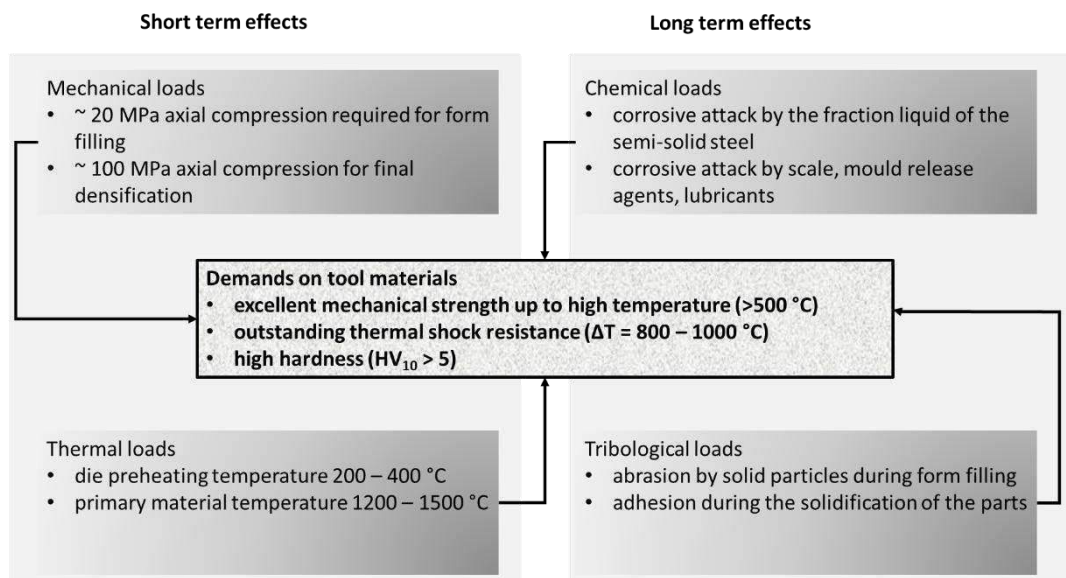 Short term effects
Long term effects
Mechanical loads
• ~ 20 MPa axial compression required for form
filling
• ~ 100 MPa axial compression for final
densification
Chemical loads
• corrosive attack by the fraction liquid of the
semi-solid steel
• corrosive attack by scale, mould release
agents, lubricants
Demands on tool materials
• excellent mechanical strength up to high temperature (>500 °C)
• outstanding thermal shock resistance (ΔT = 800 – 1000 °C)
• high hardness (HV₁₀ > 5)
Thermal loads
• die preheating temperature 200 – 400 °C
• primary material temperature 1200 – 1500 °C
Tribological loads
• abrasion by solid particles during form filling
• adhesion during the solidification of the parts